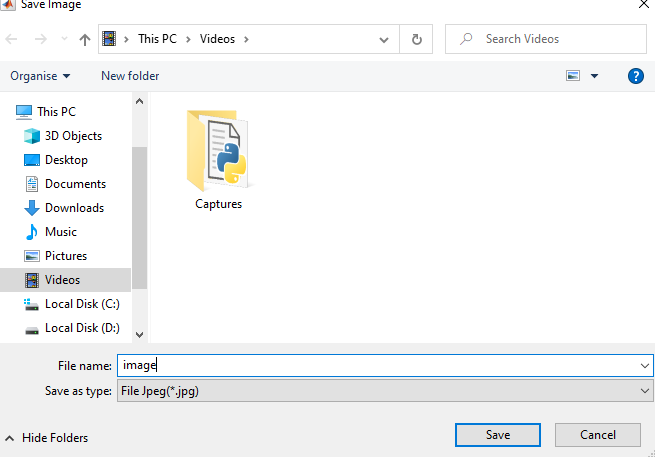 Save Image
This PC Videos
Search Videos
Organise New folder
This PC
3D Objects
Desktop
Documents
Downloads
Music
Pictures
Videos
Local Disk (C:)
Local Disk (D:)
Captures
File name: image
Save as type: File Jpeg(*.jpg)
Hide Folders Save Cancel